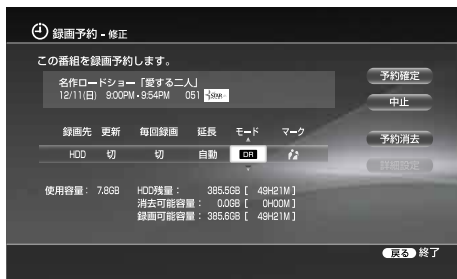 録画予約 - 修正
この番組を録画予約します。
名作ロードショー「愛する二人」
12/11(日) 9:00PM-9:54PM 051 STAR
予約確定
中止
予約消去
詳細設定
録画先 更新 毎回録画 延長 モード マーク
HDD 切 切 自動 DR
使用容量: 7.8GB HDD残量: 385.5GB [ 49H21M ]
消去可能容量: 0.0GB [ 0H00M ]
録画可能容量: 385.6GB [ 49H21M ]
戻る 終了